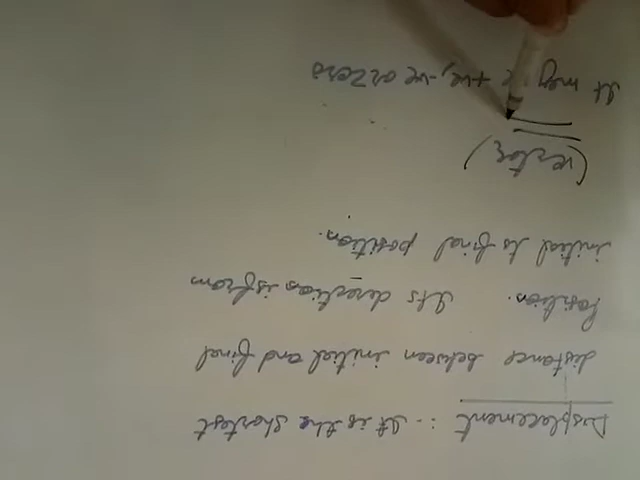 Displacement :- It is the shortest
distance between initial and final
Position. Its direction is from
initial to final position.
(vector)
It may be +ve, -ve or zero